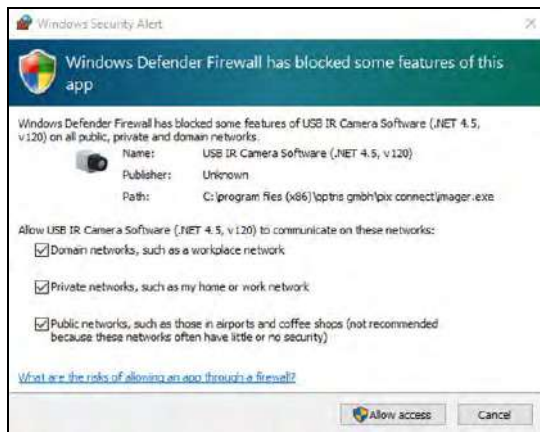 Windows Security Alert
Windows Defender Firewall has blocked some features of this
app
Windows Defender Firewall has blocked some features of USB IR Camera Software (.NET 4.5,
v120) on all public, private and domain networks.
Name: USB IR Camera Software (.NET 4.5, v120)
Publisher: Unknown
Path: C:\program files (x86)\optris gmbh\pix connect\imager.exe
Allow USB IR Camera Software (.NET 4.5, v120) to communicate on these networks:
Domain networks, such as a workplace network
Private networks, such as my home or work network
Public networks, such as those in airports and coffee shops (not recommended
because these networks often have little or no security)
What are the risks of allowing an app through a firewall?
Allow access Cancel